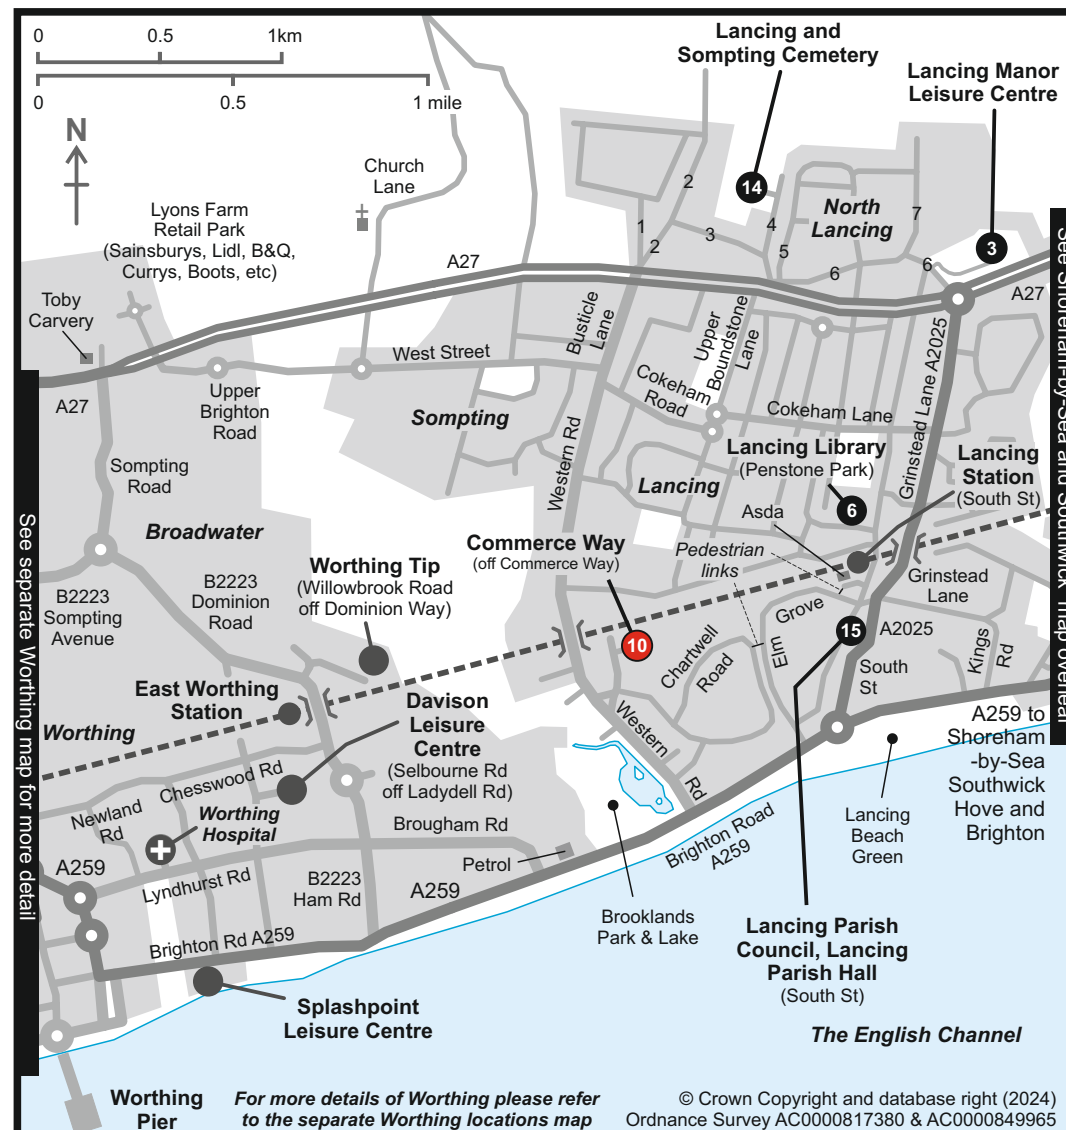 0 0.5 1km
0 0.5 1 mile
N
Lancing and
Sompting Cemetery
Lancing Manor
Leisure Centre
Church
Lane
Lyons Farm
Retail Park
(Sainsburys, Lidl, B&Q,
Currys, Boots, etc)
14
North
Lancing
3
1
2
2
3
4
5
6
7
6
A27
A27
Toby
Carvery
A27
Upper
Brighton
Road
West Street
Busticle
Lane
Upper
Boundstone
Lane
Cokeham
Road
Cokeham Lane
Grinstead Lane A2025
Sompting
Western Rd
Lancing
Lancing Library
(Penstone Park)
6
Lancing
Station
(South St)
Asda
Sompting
Road
Broadwater
B2223
Sompting
Avenue
B2223
Dominion
Road
Worthing Tip
(Willowbrook Road
off Dominion Way)
Commerce Way
(off Commerce Way)
10
Pedestrian
links
Grinstead
Lane
Elm
Grove
15
A2025
Kings
Rd
Chartwell
Road
South
St
East Worthing
Station
Worthing
Davison
Leisure
Centre
(Selbourne Rd
off Ladydell Rd)
Western
Rd
A259 to
Shoreham
-by-Sea
Southwick
Hove and
Brighton
Chesswood Rd
Newland
Rd
Worthing
Hospital
Brougham Rd
Petrol
Brighton Road
A259
Lancing
Beach
Green
A259
Lyndhurst Rd
B2223
Ham Rd
A259
Brighton Rd A259
Brooklands
Park & Lake
Lancing Parish
Council, Lancing
Parish Hall
(South St)
Splashpoint
Leisure Centre
The English Channel
Worthing
Pier
For more details of Worthing please refer
to the separate Worthing locations map
© Crown Copyright and database right (2024)
Ordnance Survey AC0000817380 & AC0000849965
See separate Worthing map for more detail
See Shoreham-by-Sea and Southwick map overleaf